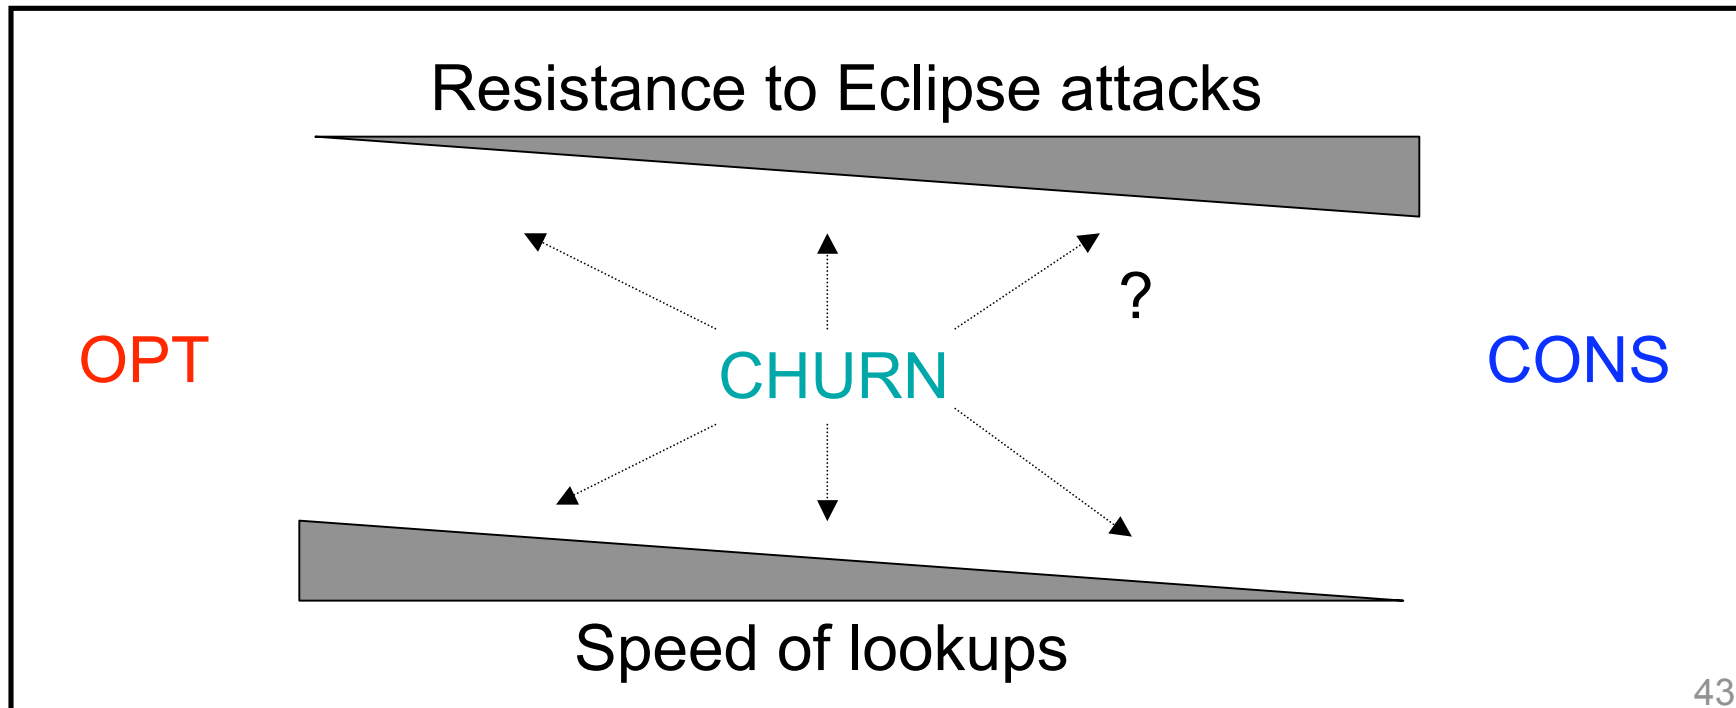 Resistance to Eclipse attacks
?
OPT
CHURN
CONS
Speed of lookups
43